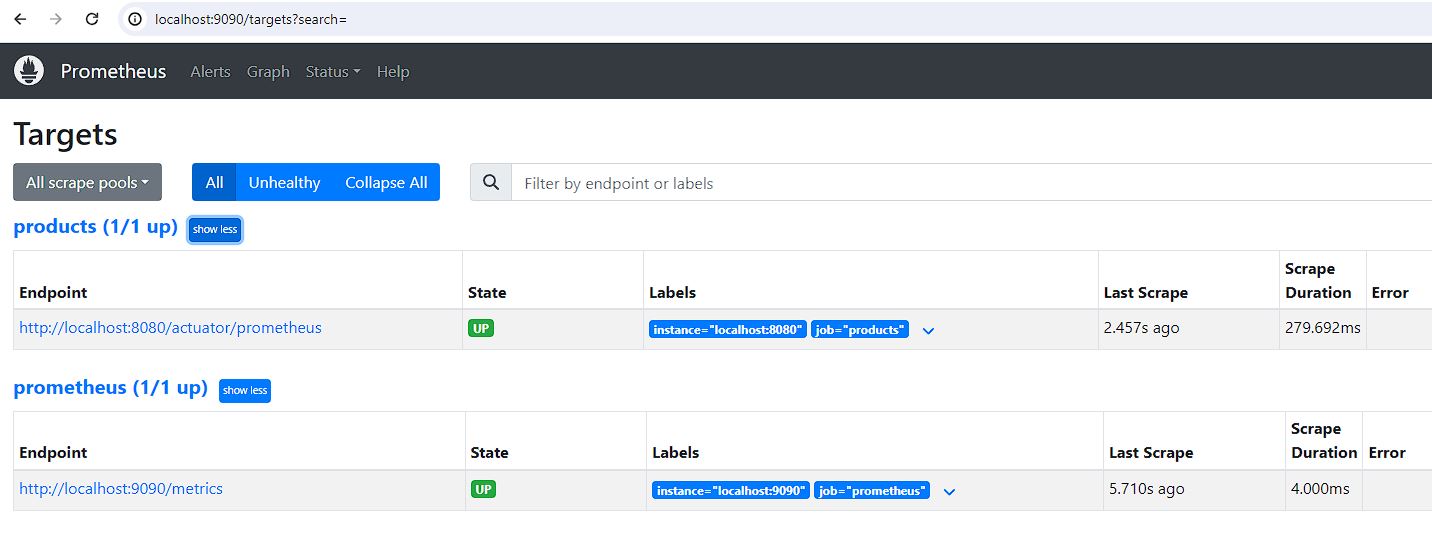 localhost:9090/targets?search=
Prometheus Alerts Graph Status Help
Targets
All scrape pools All Unhealthy Collapse All Filter by endpoint or labels
products (1/1 up) show less
Endpoint State Labels Last Scrape Scrape Duration Error
http://localhost:8080/actuator/prometheus UP instance="localhost:8080" job="products" 2.457s ago 279.692ms
prometheus (1/1 up) show less
Endpoint State Labels Last Scrape Scrape Duration Error
http://localhost:9090/metrics UP instance="localhost:9090" job="prometheus" 5.710s ago 4.000ms